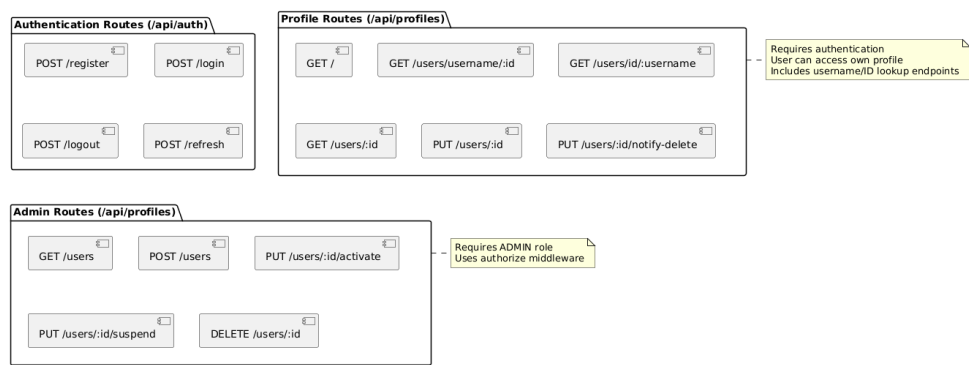 Authentication Routes (/api/auth)
POST /register
POST /login
POST /logout
POST /refresh
Profile Routes (/api/profiles)
GET /
GET /users/username/:id
GET /users/id/:username
GET /users/:id
PUT /users/:id
PUT /users/:id/notify-delete
Requires authentication
User can access own profile
Includes username/ID lookup endpoints
Admin Routes (/api/profiles)
GET /users
POST /users
PUT /users/:id/activate
PUT /users/:id/suspend
DELETE /users/:id
Requires ADMIN role
Uses authorize middleware